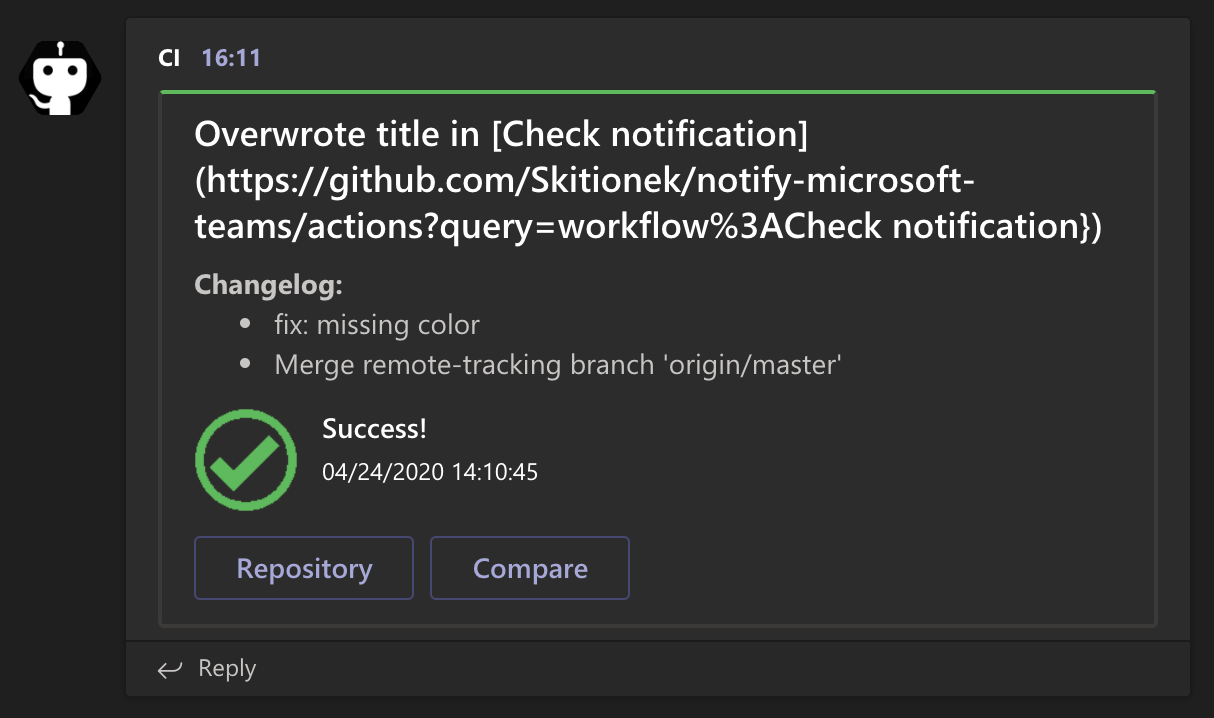 CI 16:11
Overwrote title in [Check notification]
(https://github.com/Skitionek/notify-microsoft-
teams/actions?query=workflow%3ACheck notification})
Changelog:
• fix: missing color
• Merge remote-tracking branch 'origin/master'
Success!
04/24/2020 14:10:45
Repository Compare
Reply